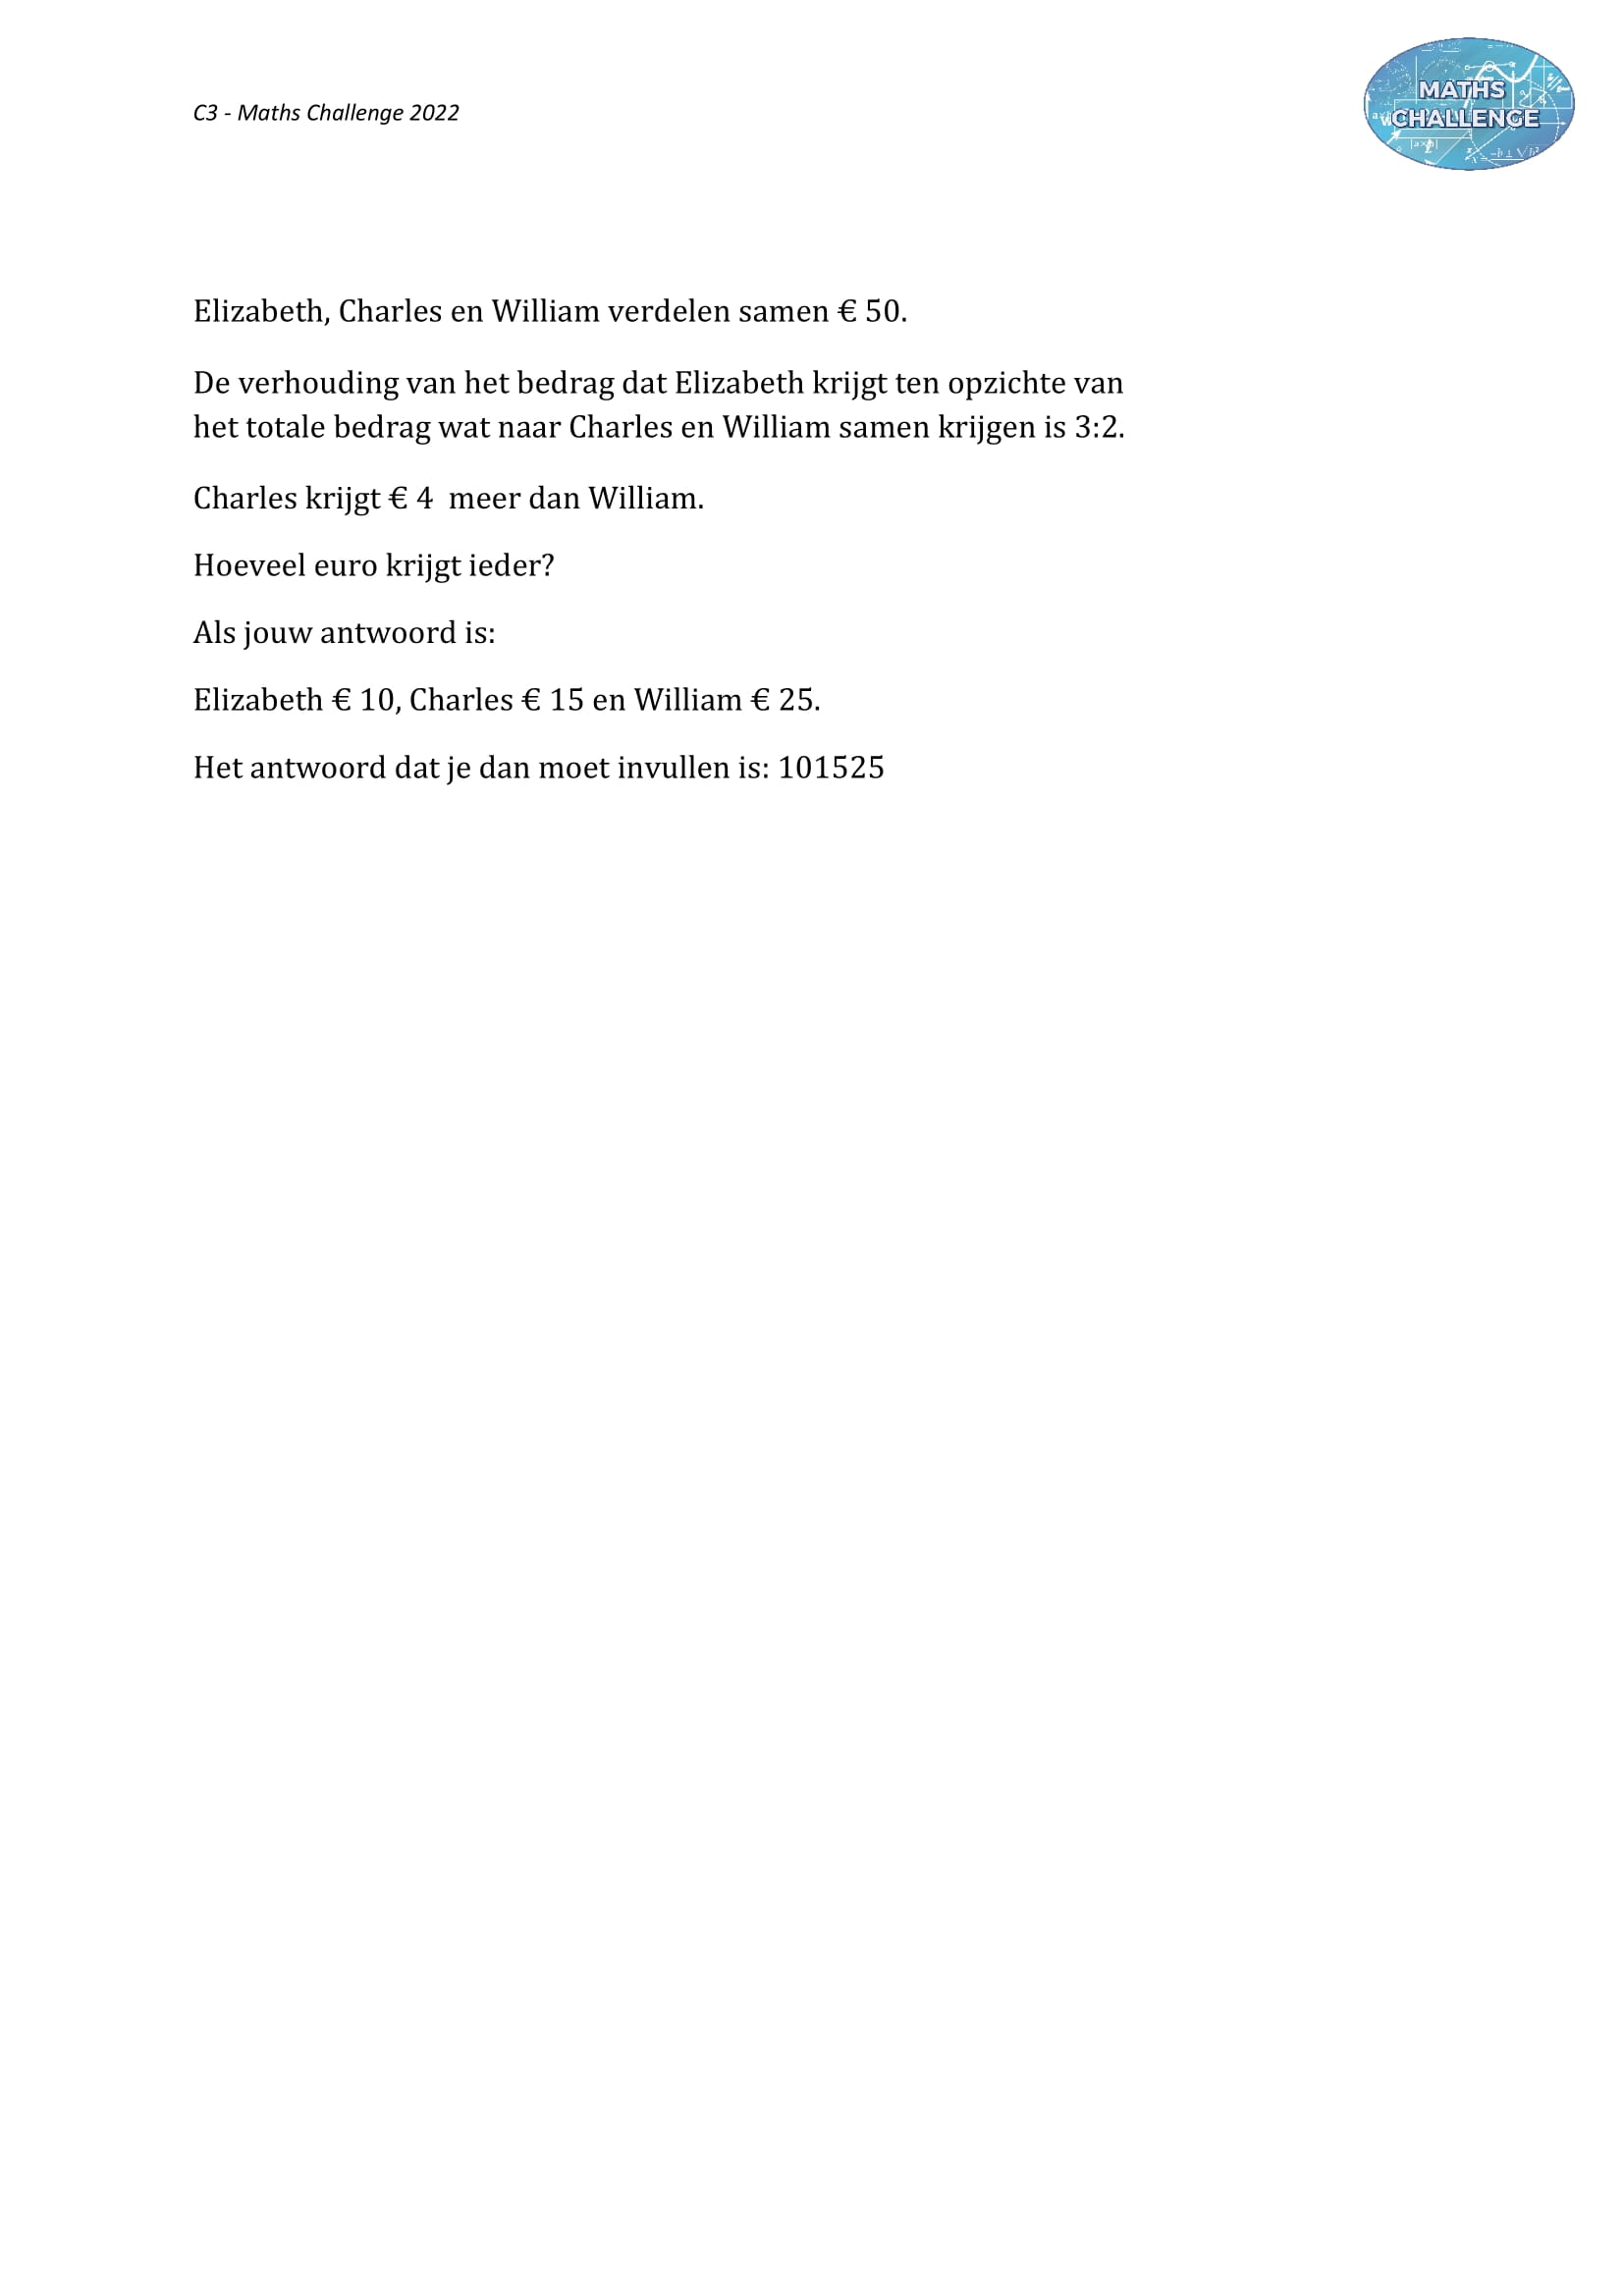 C3 - Maths Challenge 2022
MATHS
CHALLENGE
Elizabeth, Charles en William verdelen samen € 50.
De verhouding van het bedrag dat Elizabeth krijgt ten opzichte van
het totale bedrag wat naar Charles en William samen krijgen is 3:2.
Charles krijgt € 4  meer dan William.
Hoeveel euro krijgt ieder?
Als jouw antwoord is:
Elizabeth € 10, Charles € 15 en William € 25.
Het antwoord dat je dan moet invullen is: 101525